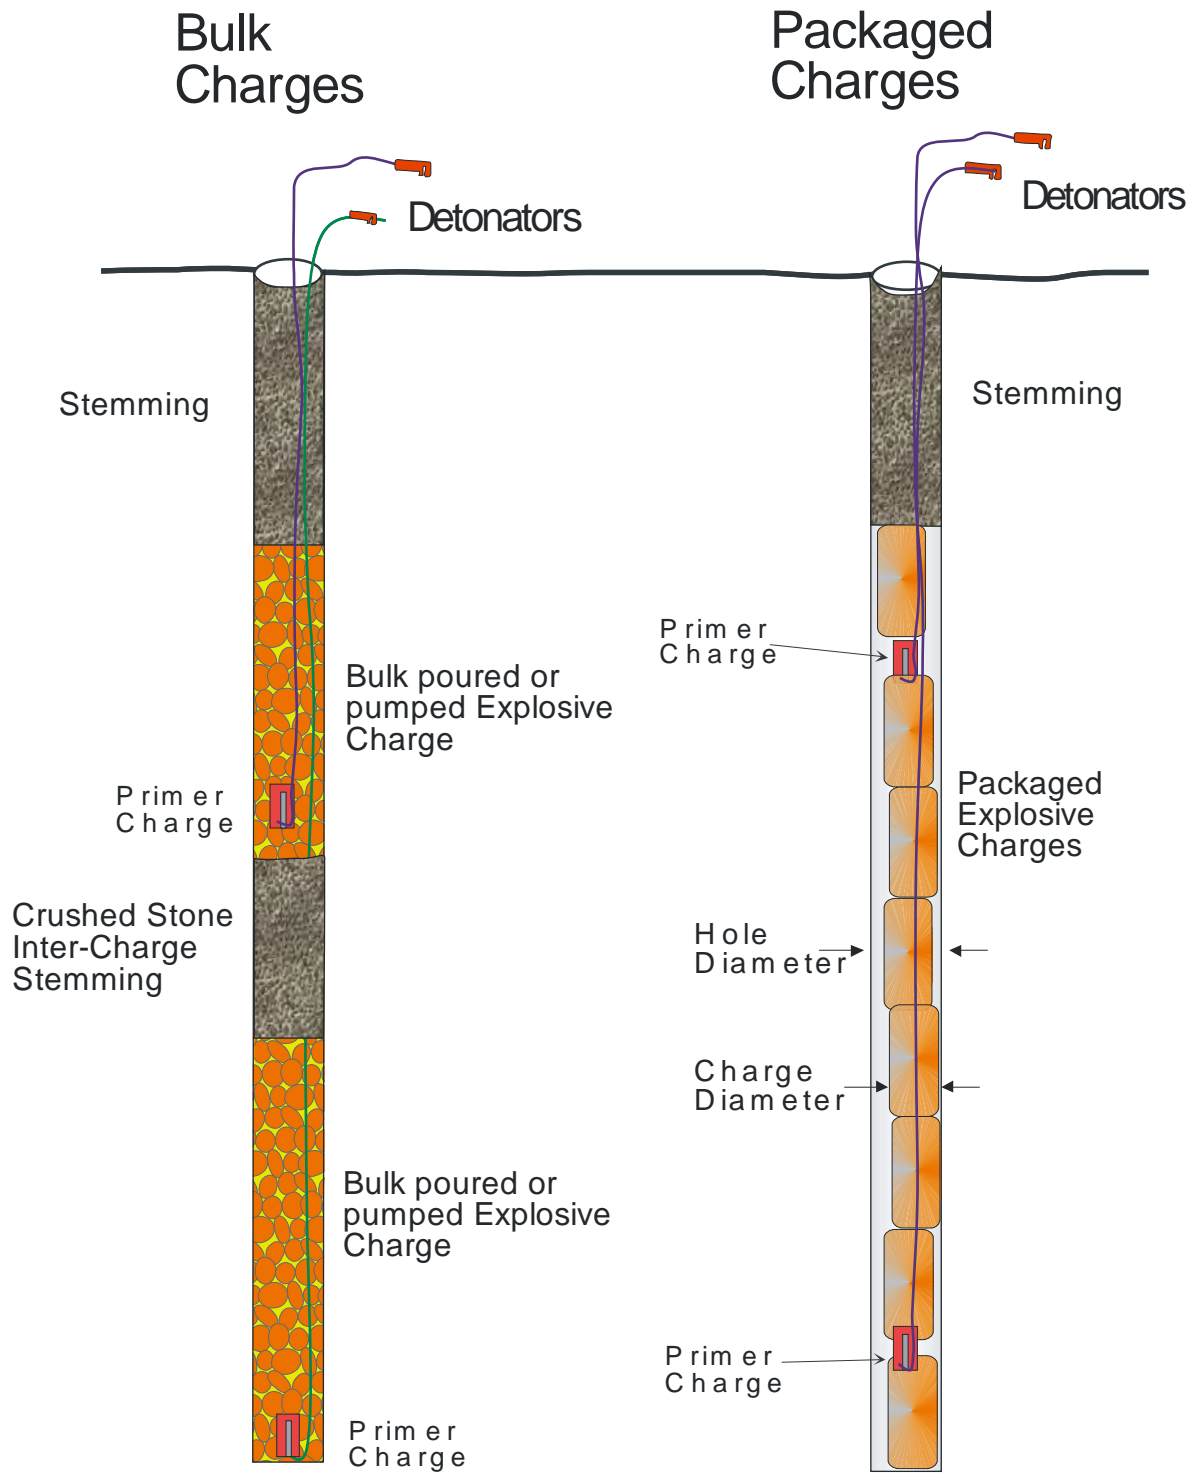 Bulk
Charges
Packaged
Charges
Detonators
Detonators
Stemming
Stemming
Primer
Charge
Bulk poured or
pumped Explosive
Charge
Packaged
Explosive
Charges
Primer
Charge
Crushed Stone
Inter-Charge
Stemming
Hole
Diameter
Charge
Diameter
Bulk poured or
pumped Explosive
Charge
Primer
Charge
Primer
Charge